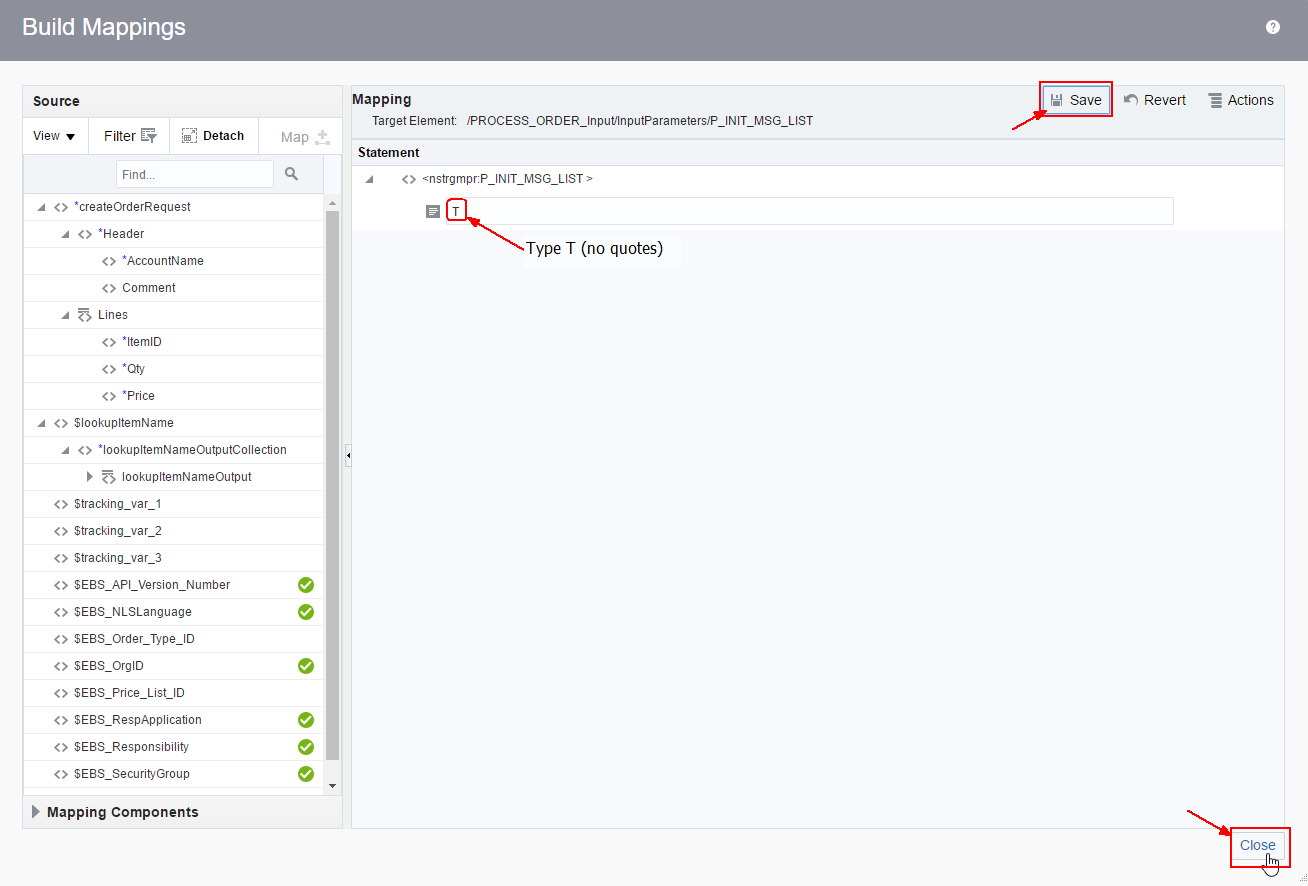 Build Mappings
?
Source
View
Filter
Detach
Map
Find...
*createOrderRequest
*Header
*AccountName
Comment
Lines
*ItemID
*Qty
*Price
$lookupItemName
*lookupItemNameOutputCollection
lookupItemNameOutput
$tracking_var_1
$tracking_var_2
$tracking_var_3
$EBS_API_Version_Number
$EBS_NLSLanguage
$EBS_Order_Type_ID
$EBS_OrgID
$EBS_Price_List_ID
$EBS_RespApplication
$EBS_Responsibility
$EBS_SecurityGroup
Mapping Components
Mapping
Save
Revert
Actions
Target Element: /PROCESS_ORDER_Input/InputParameters/P_INIT_MSG_LIST
Statement
<nstrgmpr:P_INIT_MSG_LIST >
T
Type T (no quotes)
Close